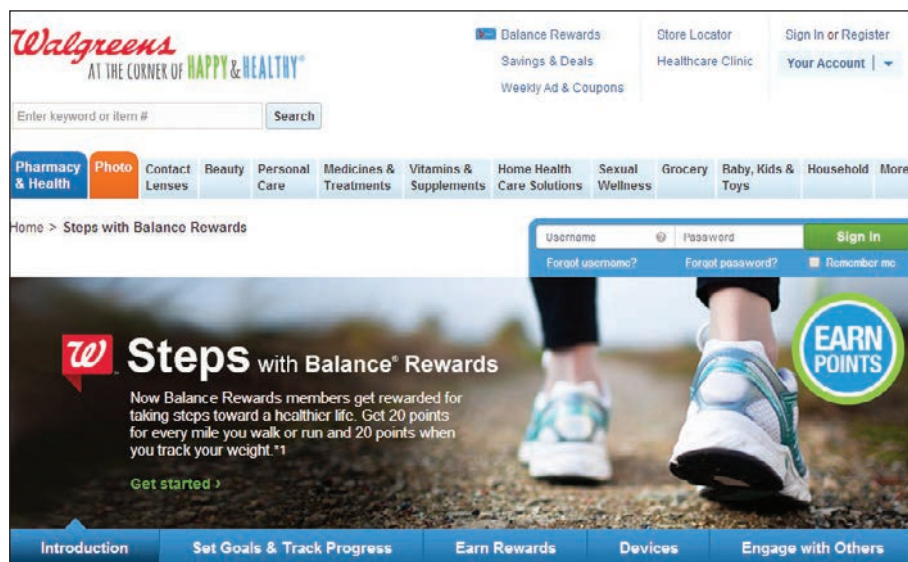 Walgreens
AT THE CORNER OF HAPPY & HEALTHY®
Balance Rewards
Savings & Deals
Weekly Ad & Coupons
Store Locator
Healthcare Clinic
Sign In or Register
Your Account
Enter keyword or item #
Search
Pharmacy
& Health
Photo
Contact
Lenses
Beauty
Personal
Care
Medicines &
Treatments
Vitamins &
Supplements
Home Health
Care Solutions
Sexual
Wellness
Grocery
Baby, Kids &
Toys
Household
More
Home > Steps with Balance Rewards
Username
Password
Sign In
Forgot username?
Forgot password?
Remember me
W
Steps with Balance® Rewards
Now Balance Rewards members get rewarded for
taking steps toward a healthier life. Get 20 points
for every mile you walk or run and 20 points when
you track your weight.*1
Get started ›
EARN
POINTS
Introduction
Set Goals & Track Progress
Earn Rewards
Devices
Engage with Others